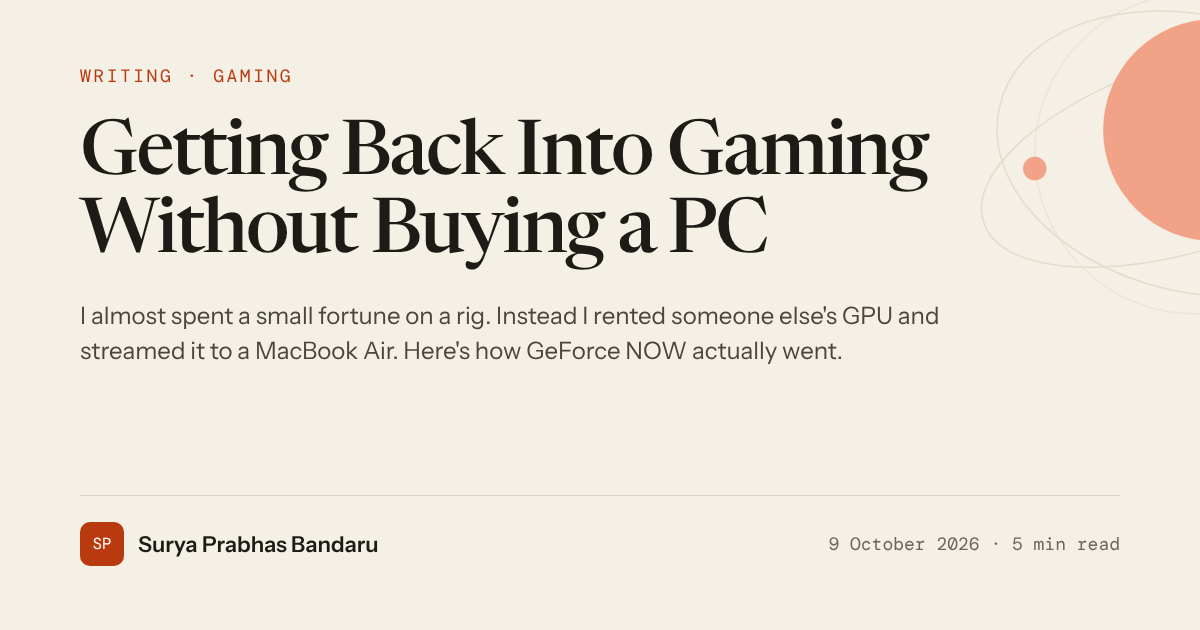 WRITING · GAMING
Getting Back Into Gaming
Without Buying a PC
I almost spent a small fortune on a rig. Instead I rented someone else's GPU and
streamed it to a MacBook Air. Here's how GeForce NOW actually went.
SP
Surya Prabhas Bandaru
9 October 2026 · 5 min read